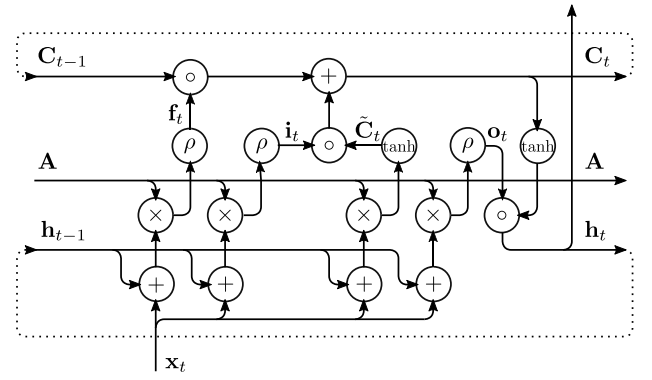 C_{t−1} ∘ + C_t
f_t
ρ ρ i_t ∘ C̃_t tanh ρ o_t tanh
A A
× × × × ∘
h_{t−1} h_t
+ + + +
x_t